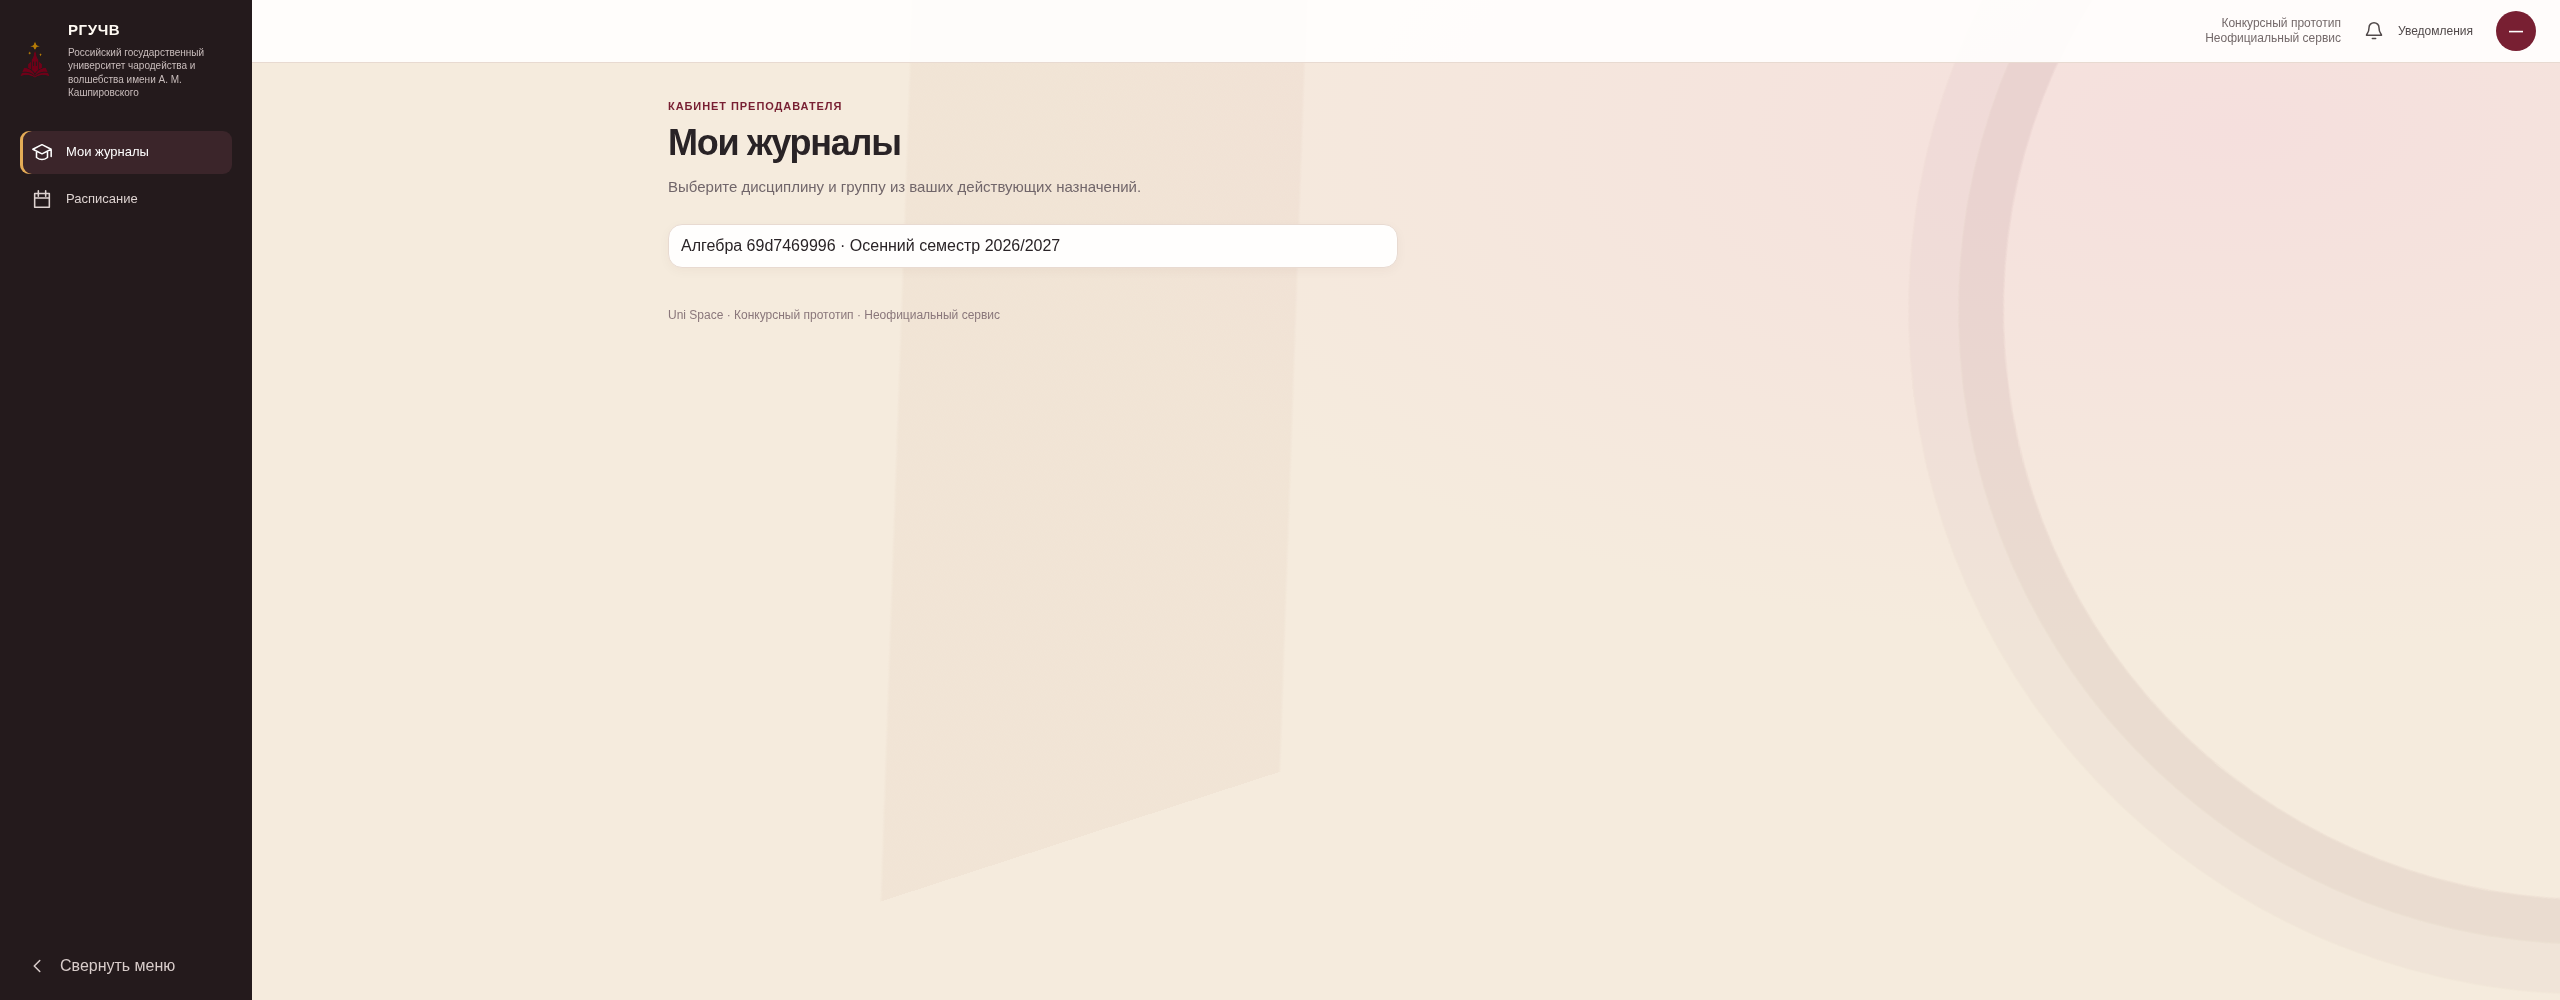 РГУЧВ
Российский государственный
университет чародейства и
волшебства имени А. М.
Кашпировского
Мои журналы
Расписание
Свернуть меню
Конкурсный прототип
Неофициальный сервис
Уведомления
—
КАБИНЕТ ПРЕПОДАВАТЕЛЯ
Мои журналы
Выберите дисциплину и группу из ваших действующих назначений.
Алгебра 69d7469996 · Осенний семестр 2026/2027
Uni Space · Конкурсный прототип · Неофициальный сервис